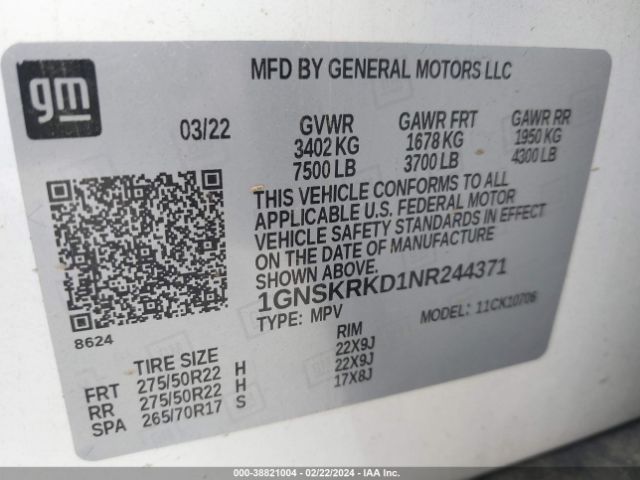 gm
MFD BY GENERAL MOTORS LLC
03/22
GVWR GAWR FRT GAWR RR
3402 KG 1678 KG 1950 KG
7500 LB 3700 LB 4300 LB
THIS VEHICLE CONFORMS TO ALL
APPLICABLE U.S. FEDERAL MOTOR
VEHICLE SAFETY STANDARDS IN EFFECT
ON THE DATE OF MANUFACTURE
SHOWN ABOVE.
1GNSKRKD1NR244371
TYPE: MPV MODEL: 11CK10706
8624
TIRE SIZE RIM
FRT 275/50R22 H 22X9J
RR 275/50R22 H 22X9J
SPA 265/70R17 S 17X8J
000-38821004 - 02/22/2024 - IAA Inc.